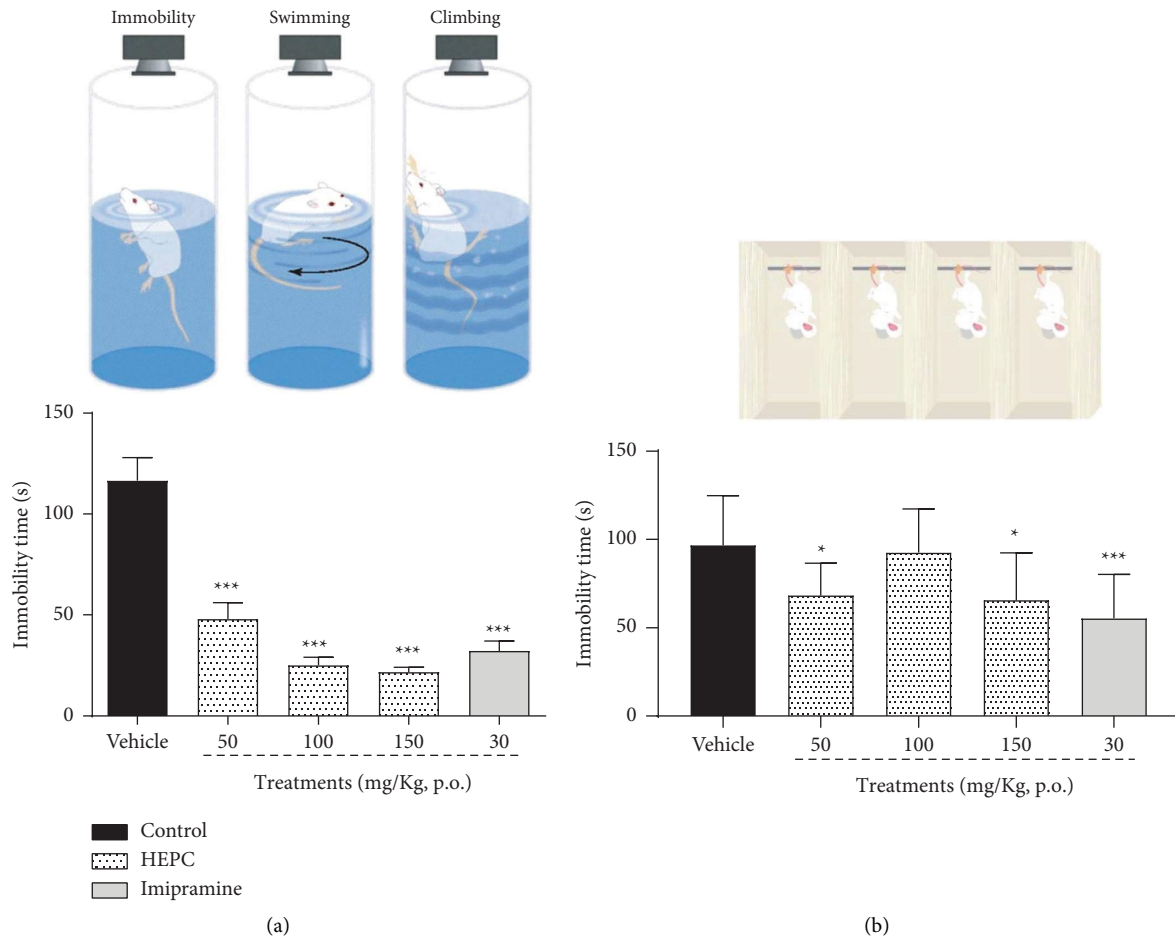 Immobility Swimming Climbing
150
100
50
0
Immobility time (s)
***
***
***
***
Vehicle 50 100 150 30
Treatments (mg/Kg, p.o.)
Control
HEPC
Imipramine
(a)
150
100
50
0
Immobility time (s)
*
*
***
Vehicle 50 100 150 30
Treatments (mg/Kg, p.o.)
(b)